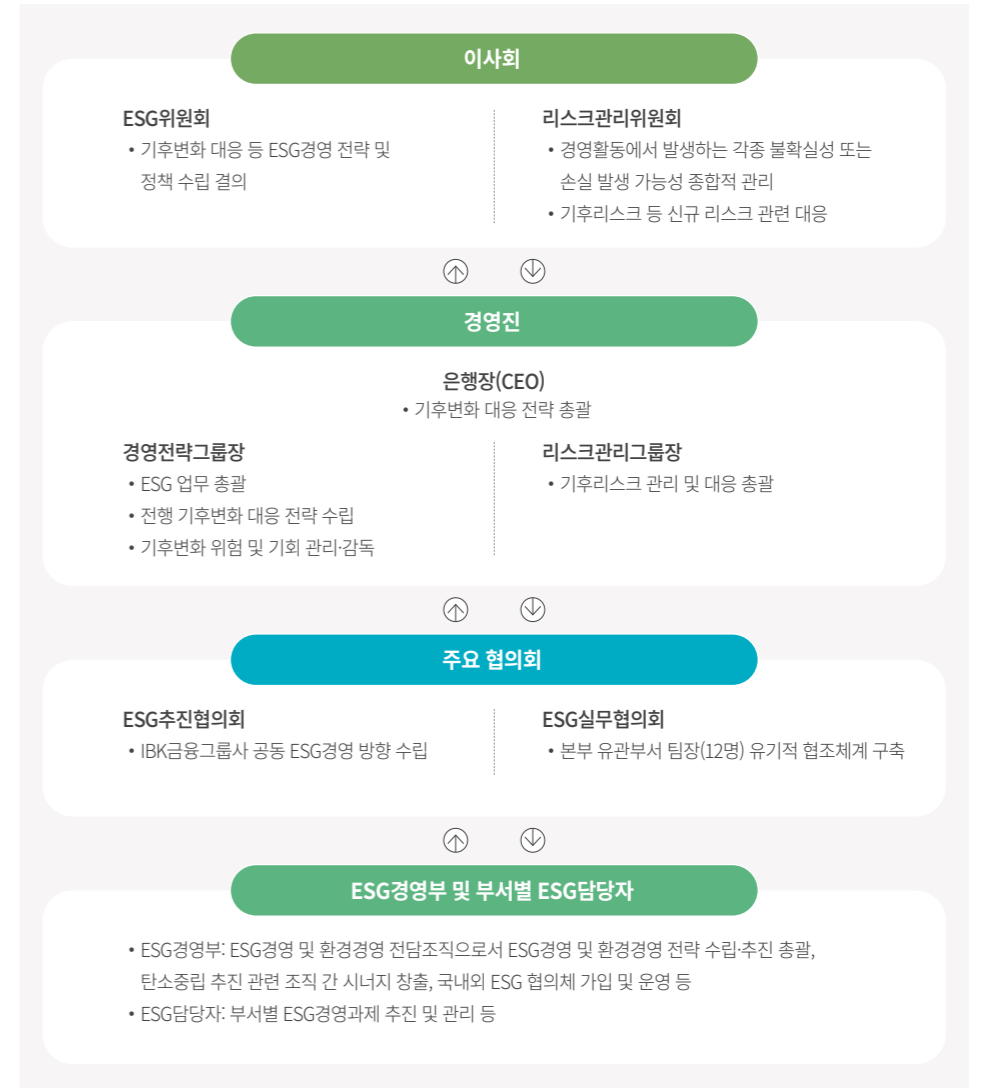 이사회
ESG위원회
• 기후변화 대응 등 ESG경영 전략 및
정책 수립 결의
리스크관리위원회
• 경영활동에서 발생하는 각종 불확실성 또는
손실 발생 가능성 종합적 관리
• 기후리스크 등 신규 리스크 관련 대응
경영진
은행장(CEO)
• 기후변화 대응 전략 총괄
경영전략그룹장
• ESG 업무 총괄
• 전행 기후변화 대응 전략 수립
• 기후변화 위험 및 기회 관리·감독
리스크관리그룹장
• 기후리스크 관리 및 대응 총괄
주요 협의회
ESG추진협의회
• IBK금융그룹사 공동 ESG경영 방향 수립
ESG실무협의회
• 본부 유관부서 팀장(12명) 유기적 협조체계 구축
ESG경영부 및 부서별 ESG담당자
• ESG경영부: ESG경영 및 환경경영 전담조직으로서 ESG경영 및 환경경영 전략 수립·추진 총괄,
탄소중립 추진 관련 조직 간 시너지 창출, 국내외 ESG 협의체 가입 및 운영 등
• ESG담당자: 부서별 ESG경영과제 추진 및 관리 등